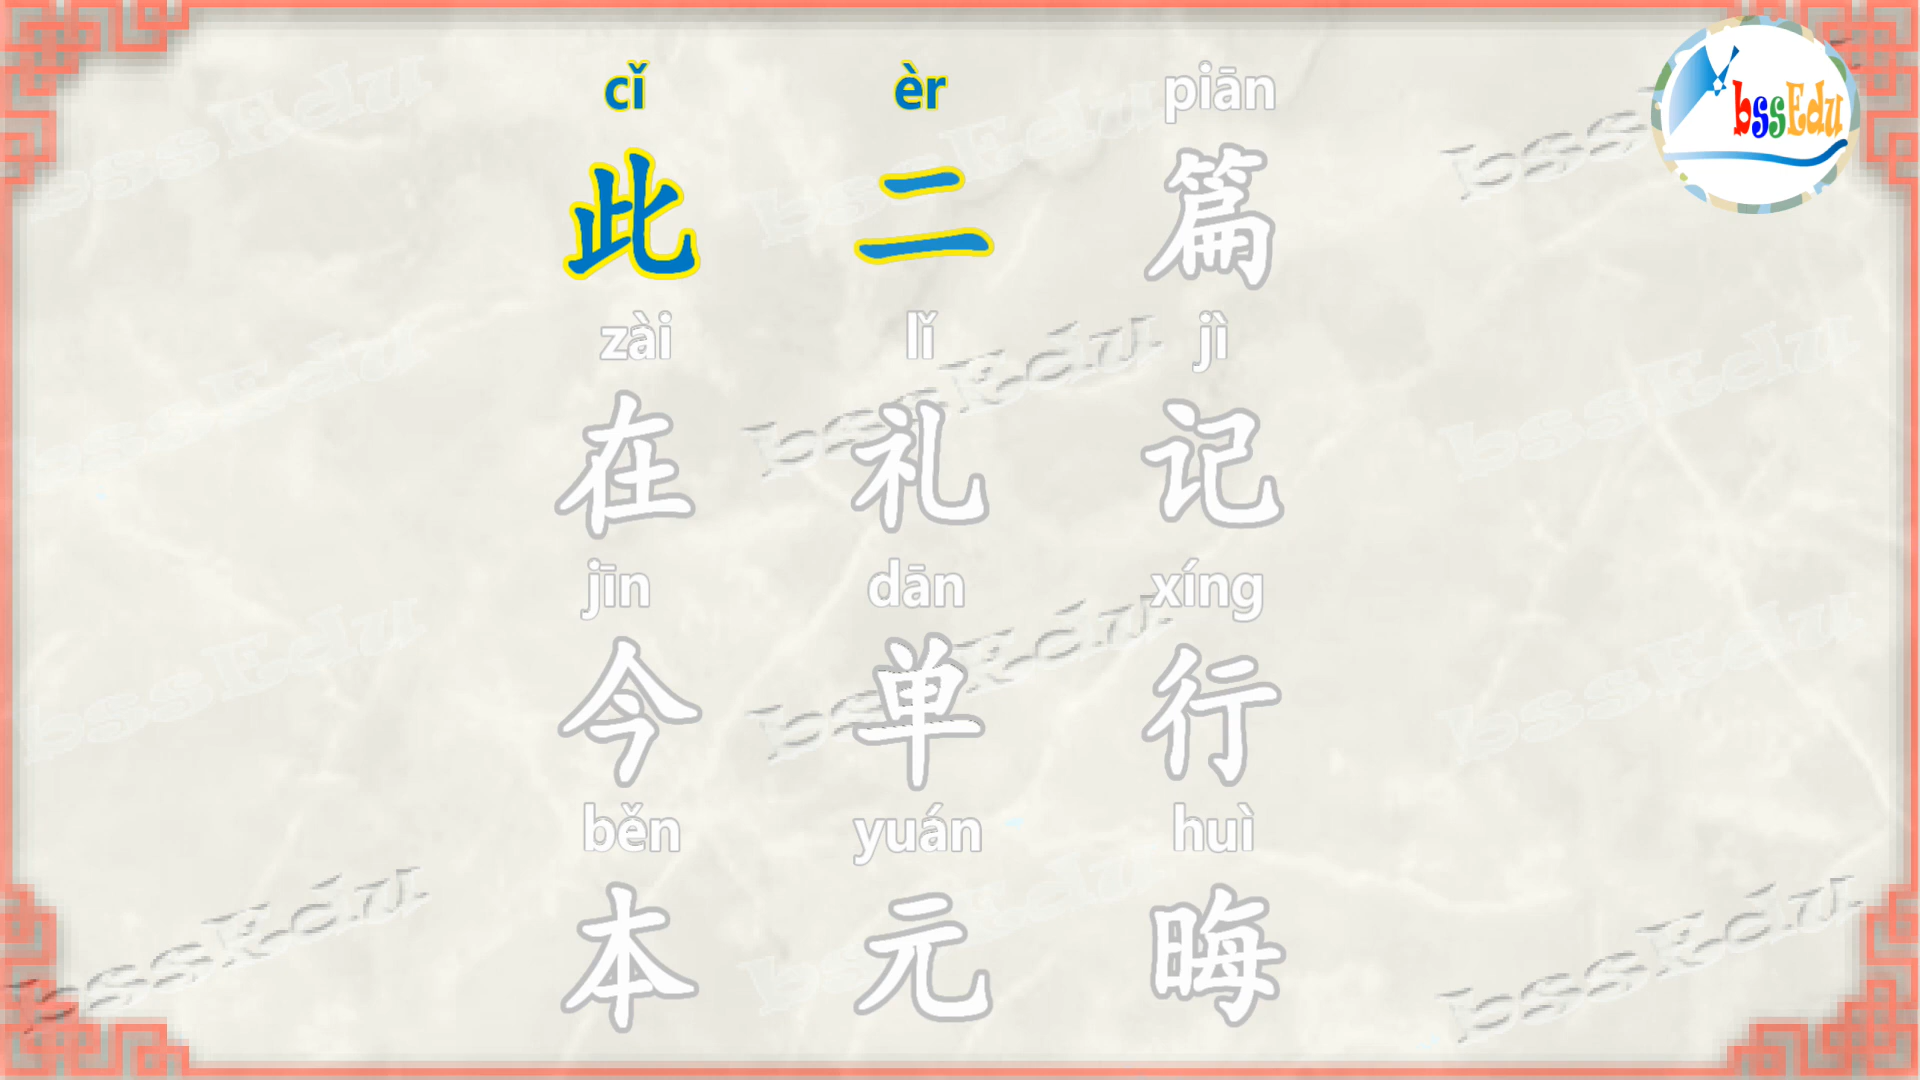 cǐ èr piān
此二篇
zài lǐ jì
在礼记
jīn dān xíng
今单行
běn yuán huì
本元晦
bssEdu